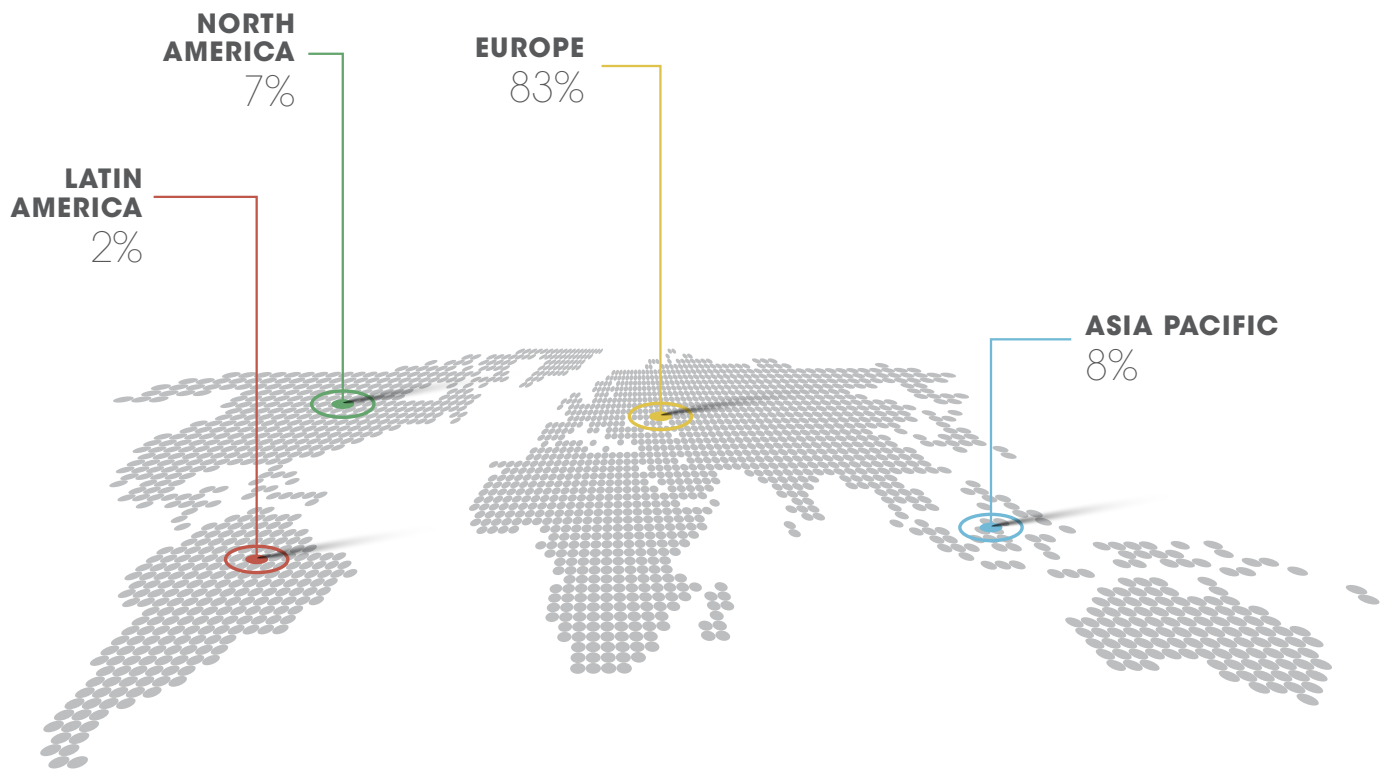 NORTH
AMERICA
7%
EUROPE
83%
LATIN
AMERICA
2%
ASIA PACIFIC
8%